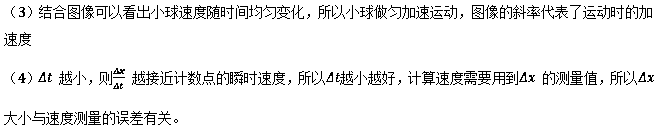 （3）结合图像可以看出小球速度随时间均匀变化，所以小球做匀加速运动，图像的斜率代表了运动时的加
速度
（4）Δt 越小，则Δx/Δt 越接近计数点的瞬时速度，所以Δt越小越好，计算速度需要用到Δx 的测量值，所以Δx
大小与速度测量的误差有关。